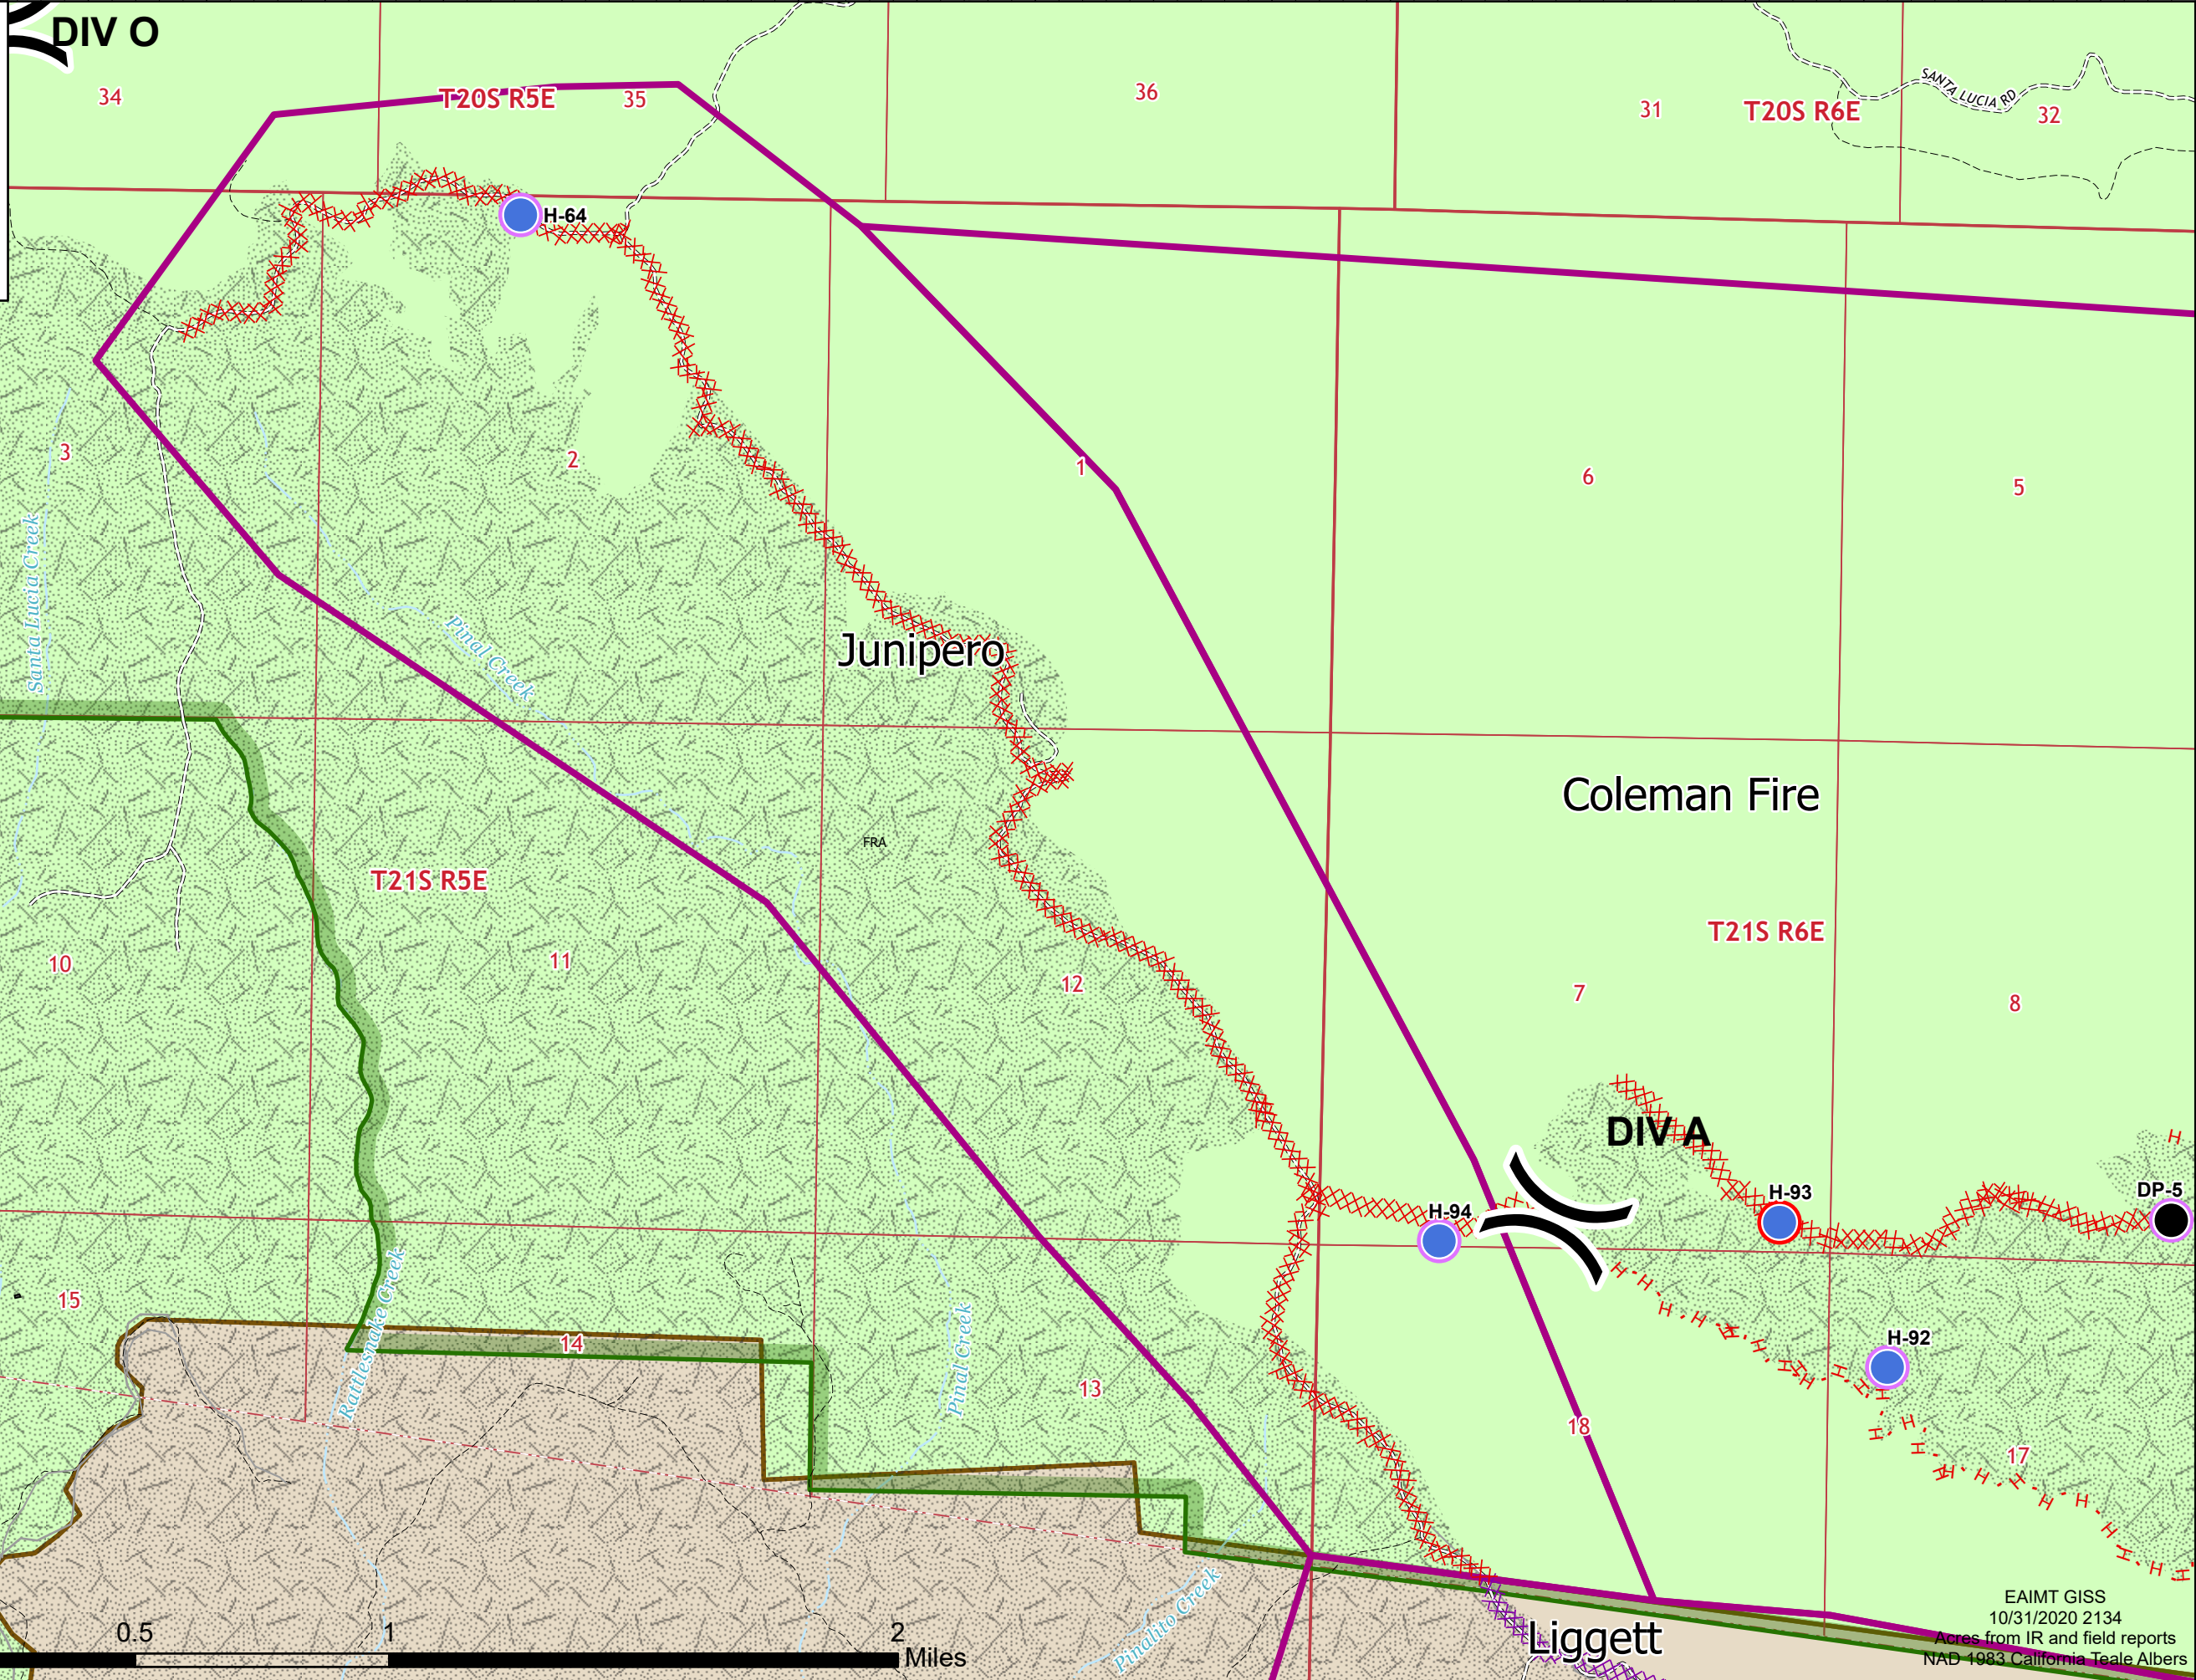 DIV O
34
T20S R5E
35
36
31
T20S R6E
SANTA LUCIA RD
32
H-64
3
2
1
6
5
Santa Lucia Creek
Pinal Creek
Junipero
Coleman Fire
FRA
T21S R5E
T21S R6E
10
11
12
7
8
DIV A
H
H-93
DP-5
H-94
15
Rattlesnake Creek
14
Pinal Creek
13
18
H-92
17
Pinalito Creek
Liggett
EAIMT GISS
10/31/2020 2134
Acres from IR and field reports
NAD 1983 California Teale Albers
0.5 1 2
Miles